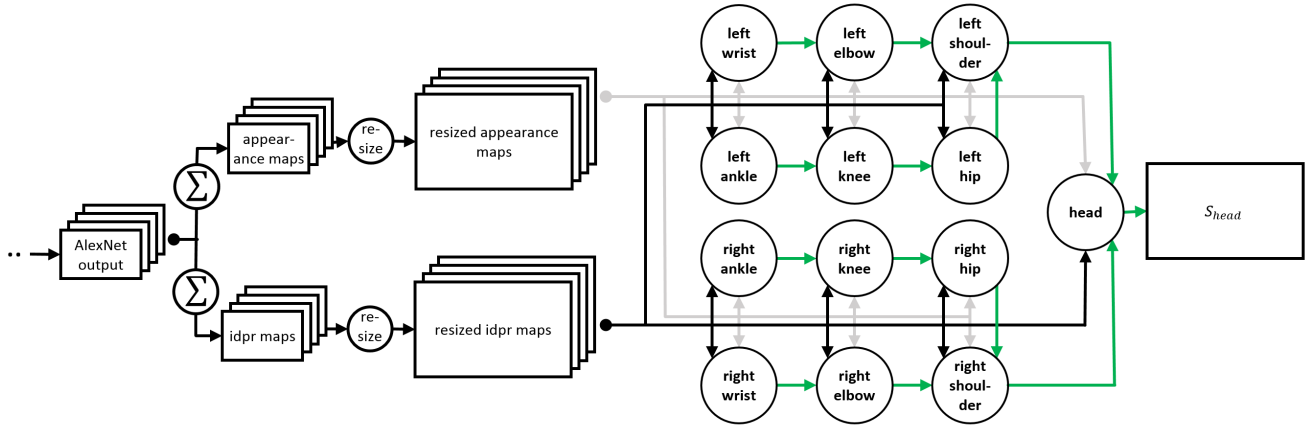 ..
AlexNet
output
Σ
Σ
appear-
ance maps
re-
size
resized appearance
maps
idpr maps
re-
size
resized idpr maps
left
wrist
left
elbow
left
shoul-
der
left
ankle
left
knee
left
hip
right
ankle
right
knee
right
hip
right
wrist
right
elbow
right
shoul-
der
head
S_head